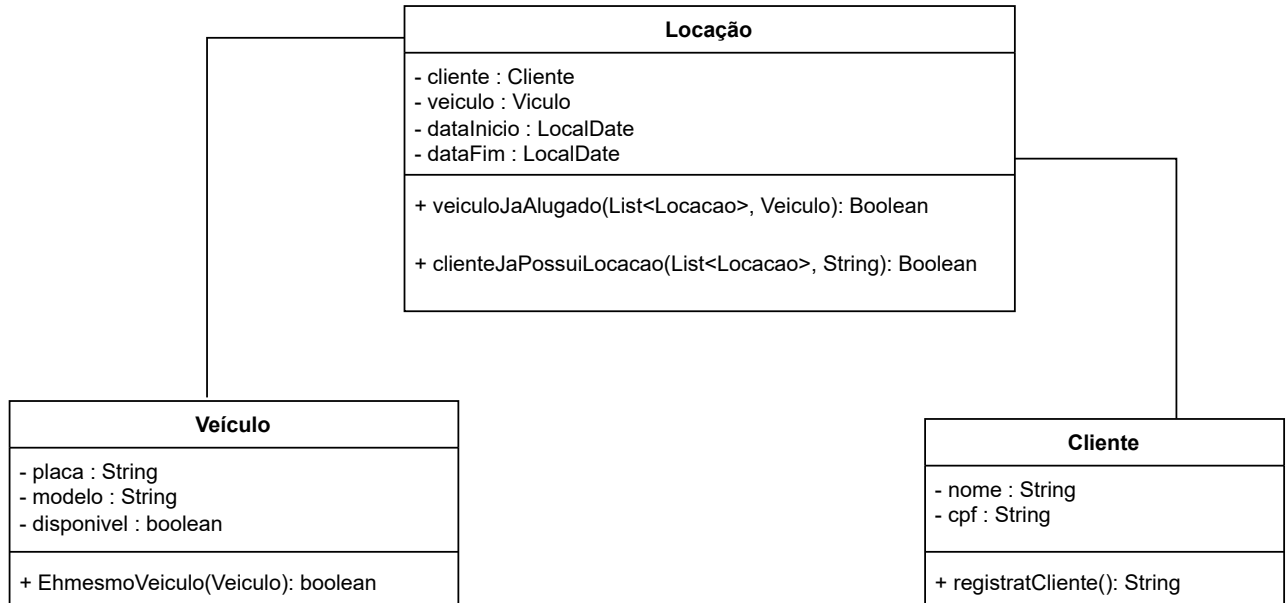 Locação
- cliente : Cliente
- veiculo : Viculo
- dataInicio : LocalDate
- dataFim : LocalDate
+ veiculoJaAlugado(List<Locacao>, Veiculo): Boolean
+ clienteJaPossuiLocacao(List<Locacao>, String): Boolean
Veículo
- placa : String
- modelo : String
- disponivel : boolean
+ EhmesmoVeiculo(Veiculo): boolean
Cliente
- nome : String
- cpf : String
+ registratCliente(): String